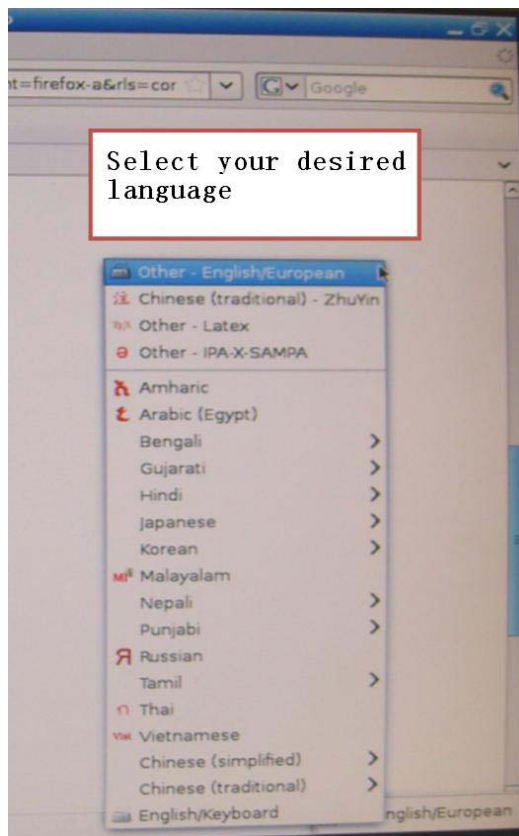 nt=firefox-a&rls=cor
Google
Select your desired
language
Other - English/European
Chinese (traditional) - ZhuYin
Other - Latex
Other - IPA-X-SAMPA
Amharic
Arabic (Egypt)
Bengali
Gujarati
Hindi
Japanese
Korean
Malayalam
Nepali
Punjabi
Russian
Tamil
Thai
Vietnamese
Chinese (simplified)
Chinese (traditional)
English/Keyboard
nglish/European